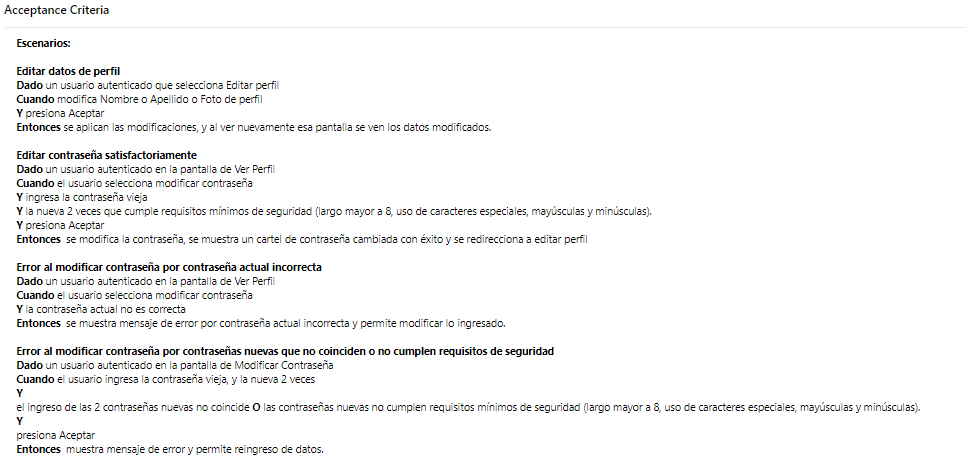 Acceptance Criteria
Escenarios:
Editar datos de perfil
Dado un usuario autenticado que selecciona Editar perfil
Cuando modifica Nombre o Apellido o Foto de perfil
Y presiona Aceptar
Entonces se aplican las modificaciones, y al ver nuevamente esa pantalla se ven los datos modificados.
Editar contraseña satisfactoriamente
Dado un usuario autenticado en la pantalla de Ver Perfil
Cuando el usuario selecciona modificar contraseña
Y ingresa la contraseña vieja
Y la nueva 2 veces que cumple requisitos mínimos de seguridad (largo mayor a 8, uso de caracteres especiales, mayúsculas y minúsculas).
Y presiona Aceptar
Entonces se modifica la contraseña, se muestra un cartel de contraseña cambiada con éxito y se redirecciona a editar perfil
Error al modificar contraseña por contraseña actual incorrecta
Dado un usuario autenticado en la pantalla de Ver Perfil
Cuando el usuario selecciona modificar contraseña
Y la contraseña actual no es correcta
Entonces se muestra mensaje de error por contraseña actual incorrecta y permite modificar lo ingresado.
Error al modificar contraseña por contraseñas nuevas que no coinciden o no cumplen requisitos de seguridad
Dado un usuario autenticado en la pantalla de Modificar Contraseña
Cuando el usuario ingresa la contraseña vieja, y la nueva 2 veces
Y
el ingreso de las 2 contraseñas nuevas no coincide O las contraseñas nuevas no cumplen requisitos mínimos de seguridad (largo mayor a 8, uso de caracteres especiales, mayúsculas y minúsculas).
Y
presiona Aceptar
Entonces muestra mensaje de error y permite reingreso de datos.